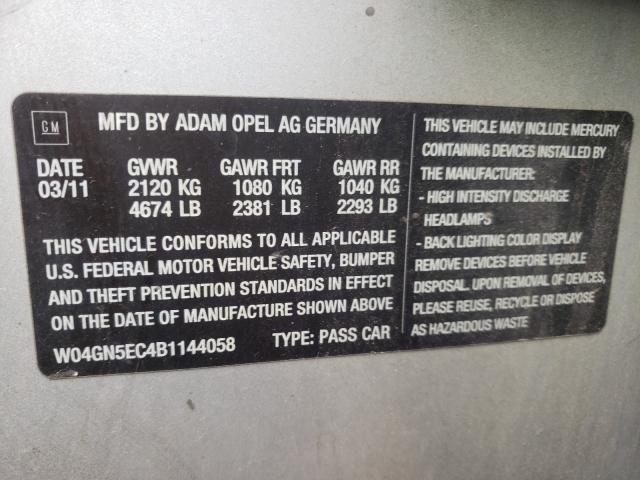 GM
MFD BY ADAM OPEL AG GERMANY
DATE GVWR GAWR FRT GAWR RR
03/11 2120 KG 1080 KG 1040 KG
4674 LB 2381 LB 2293 LB
THIS VEHICLE CONFORMS TO ALL APPLICABLE
U.S. FEDERAL MOTOR VEHICLE SAFETY, BUMPER
AND THEFT PREVENTION STANDARDS IN EFFECT
ON THE DATE OF MANUFACTURE SHOWN ABOVE
W04GN5EC4B1144058 TYPE: PASS CAR
THIS VEHICLE MAY INCLUDE MERCURY
CONTAINING DEVICES INSTALLED BY
THE MANUFACTURER:
- HIGH INTENSITY DISCHARGE
HEADLAMPS
- BACK LIGHTING COLOR DISPLAY
REMOVE DEVICES BEFORE VEHICLE
DISPOSAL, UPON REMOVAL OF DEVICES,
PLEASE REUSE, RECYCLE OR DISPOSE
AS HAZARDOUS WASTE